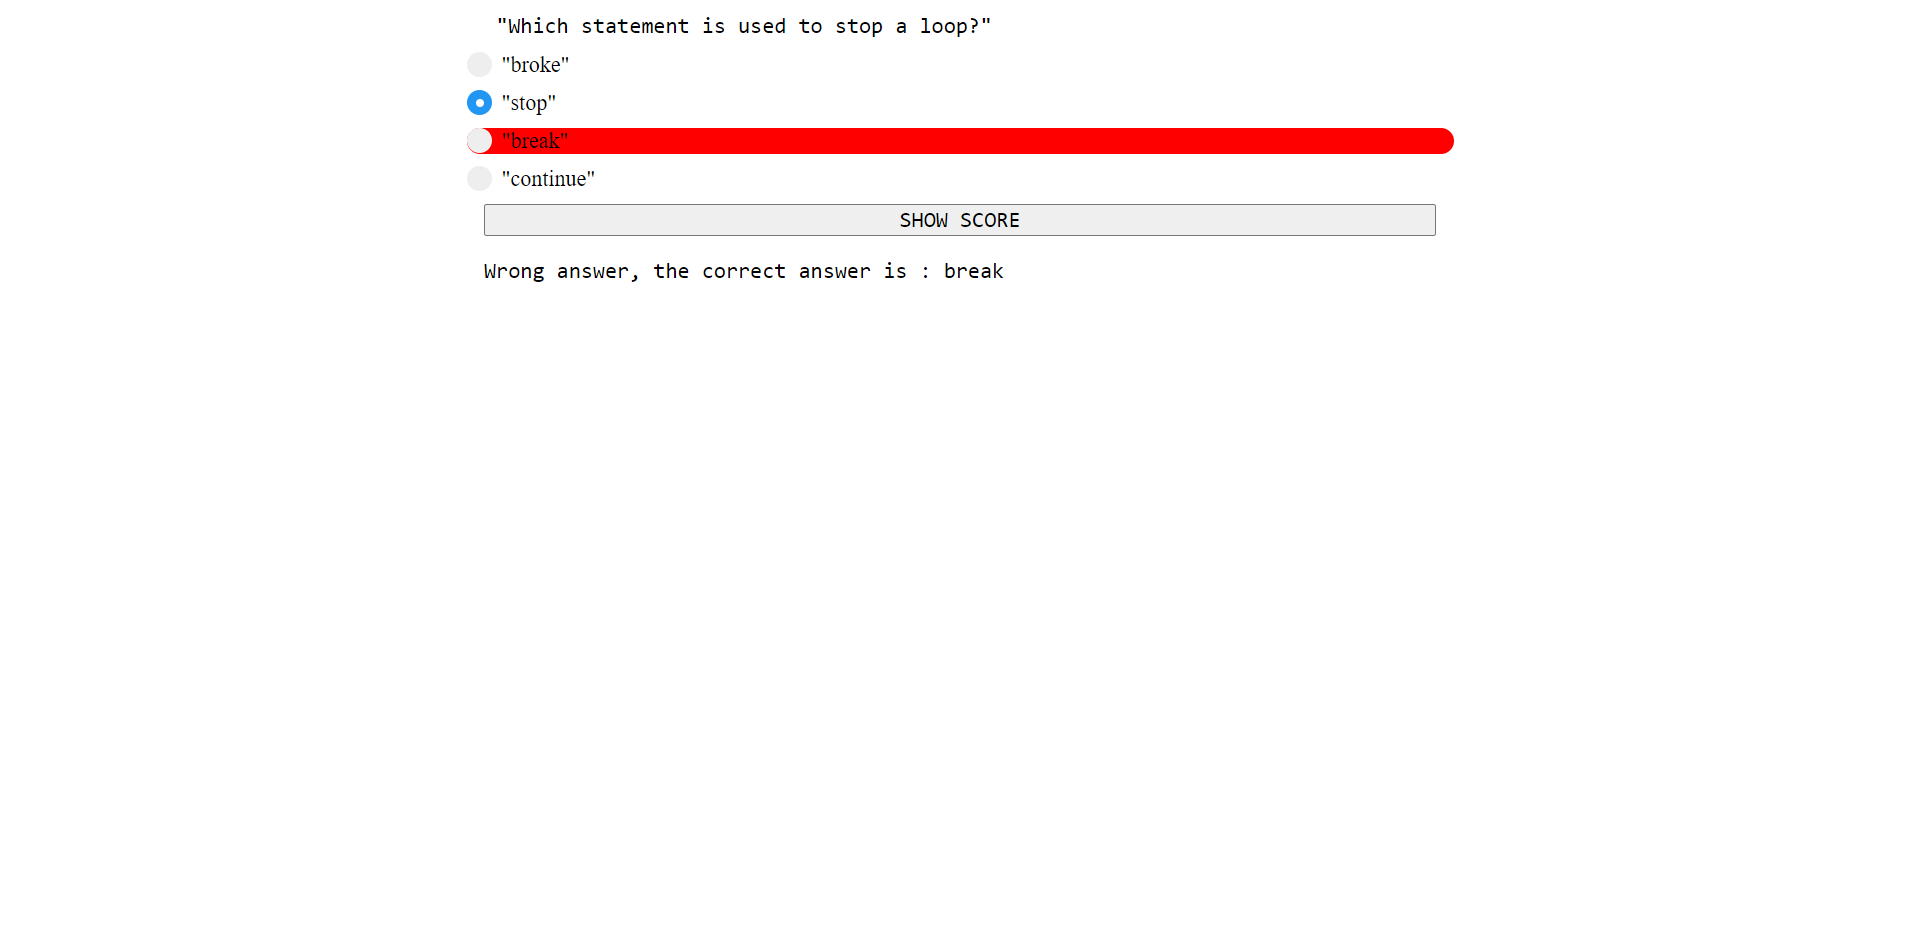 "Which statement is used to stop a loop?"
"broke"
"stop"
"break"
"continue"
SHOW SCORE
Wrong answer, the correct answer is : break